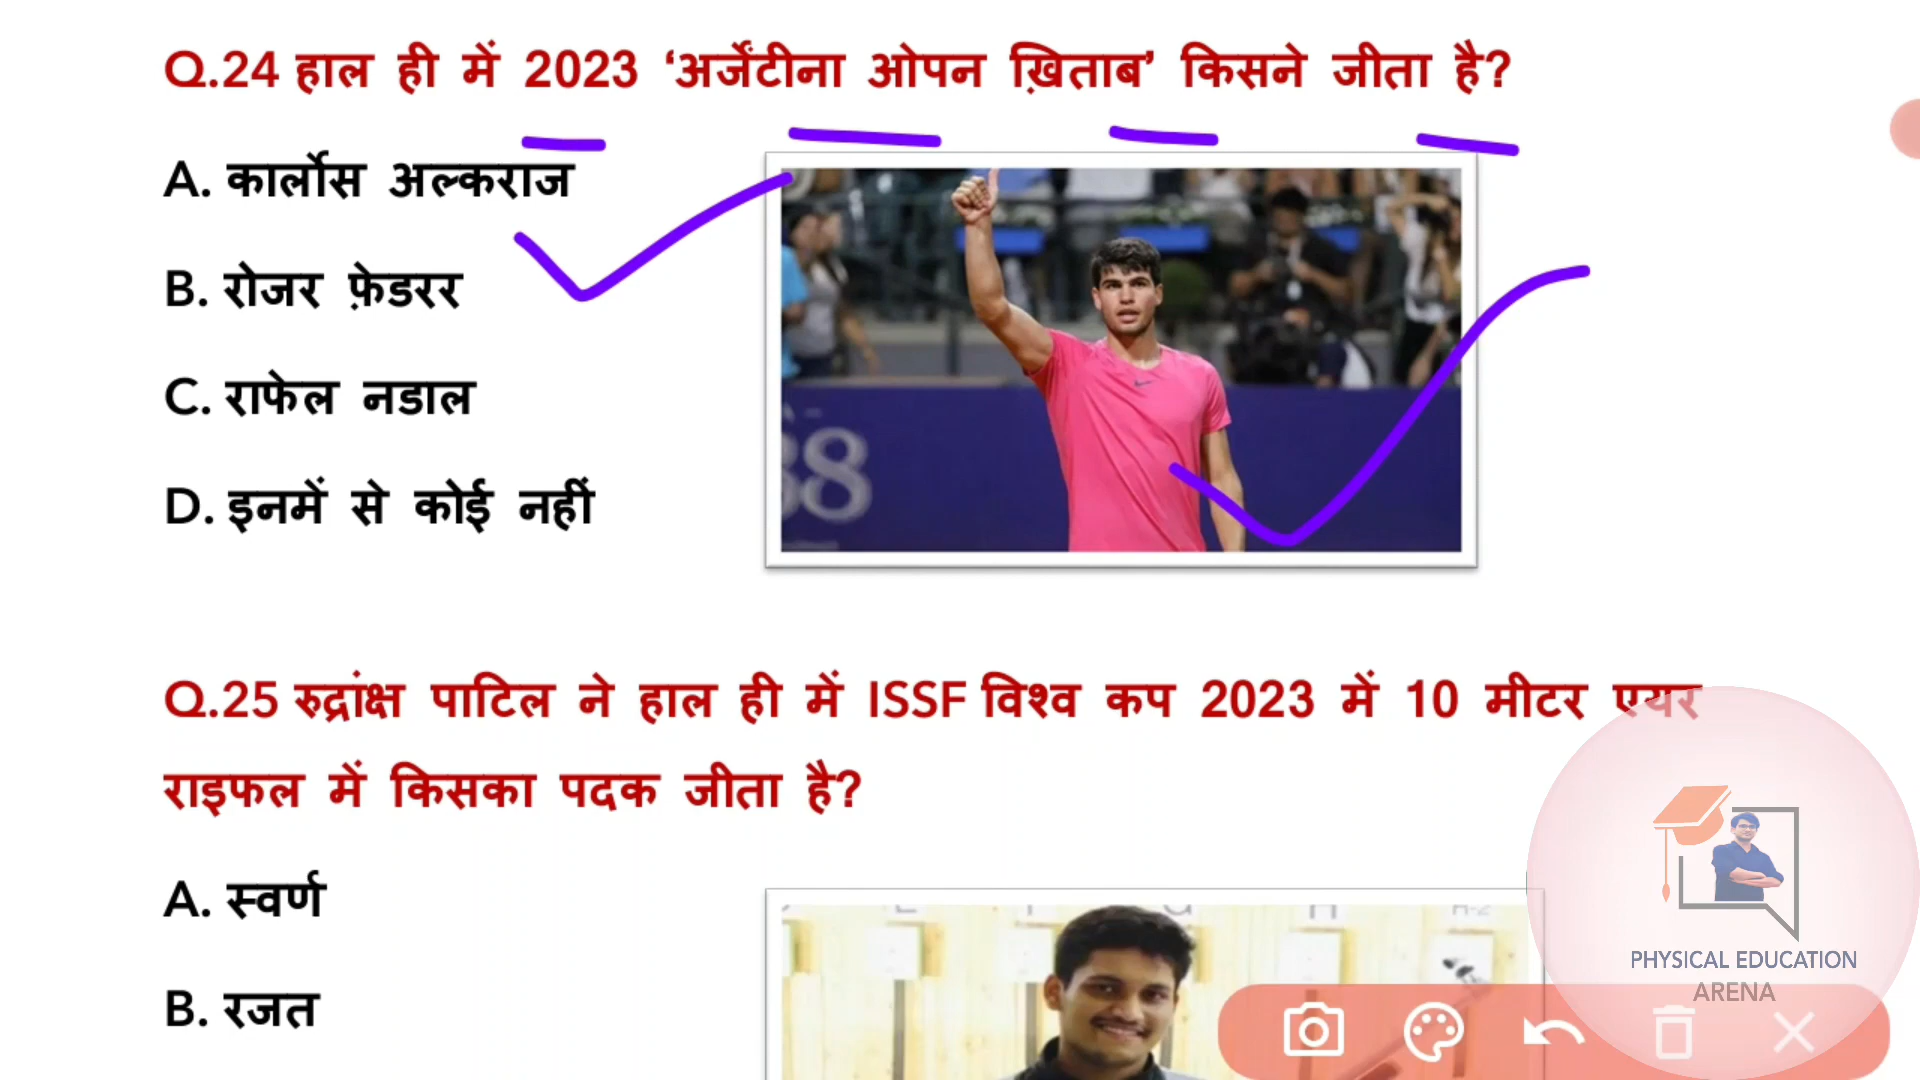 Q.24 हाल ही में 2023 ‘अर्जेंटीना ओपन ख़िताब’ किसने जीता है?
A. कार्लोस अल्कराज
B. रोजर फ़ेडरर
C. राफेल नडाल
D. इनमें से कोई नहीं
Q.25 रुद्रांक्ष पाटिल ने हाल ही में ISSF विश्व कप 2023 में 10 मीटर एयर
राइफल में किसका पदक जीता है?
A. स्वर्ण
B. रजत
PHYSICAL EDUCATION
ARENA